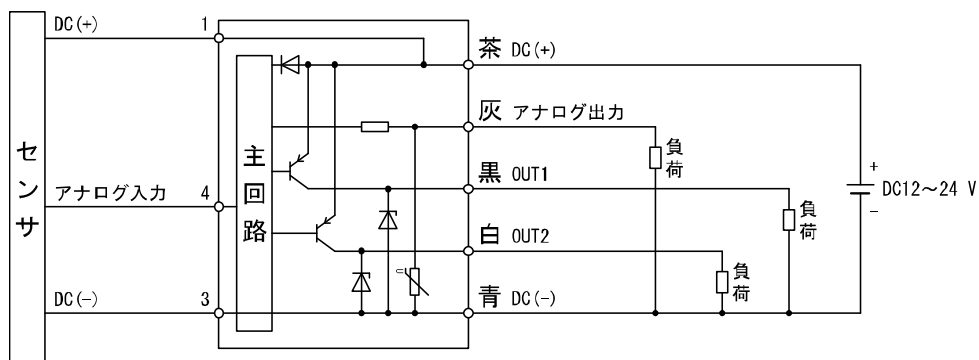 センサ
DC(+)
1
アナログ入力
4
DC(-)
3
主回路
茶 DC(+)
灰 アナログ出力
黒 OUT1
白 OUT2
青 DC(-)
負荷
負荷
負荷
+
DC12～24 V
-